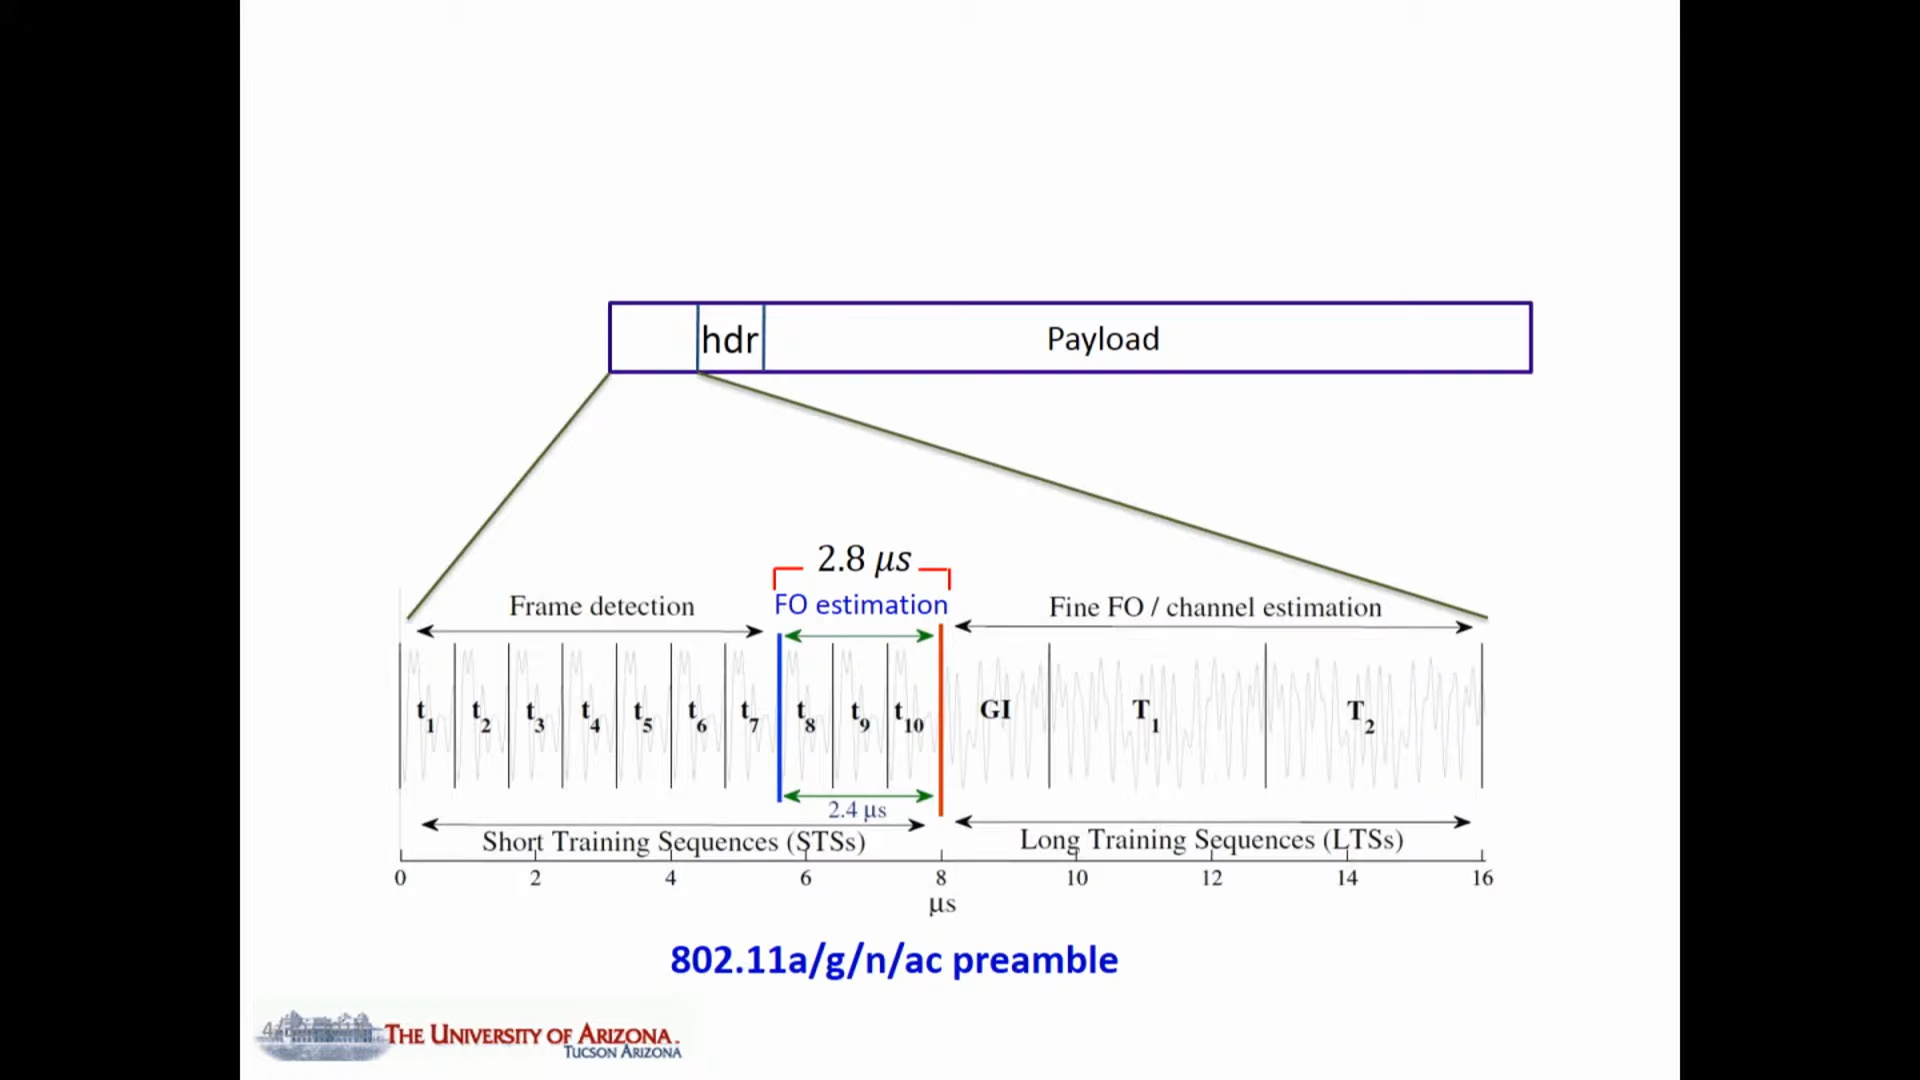 hdr
Payload
2.8 μs
Frame detection
FO estimation
Fine FO / channel estimation
t1 t2 t3 t4 t5 t6 t7 t8 t9 t10 GI T1 T2
2.4 μs
Short Training Sequences (STSs)
Long Training Sequences (LTSs)
0 2 4 6 8 10 12 14 16
μs
802.11a/g/n/ac preamble
4
THE UNIVERSITY OF ARIZONA.
TUCSON ARIZONA